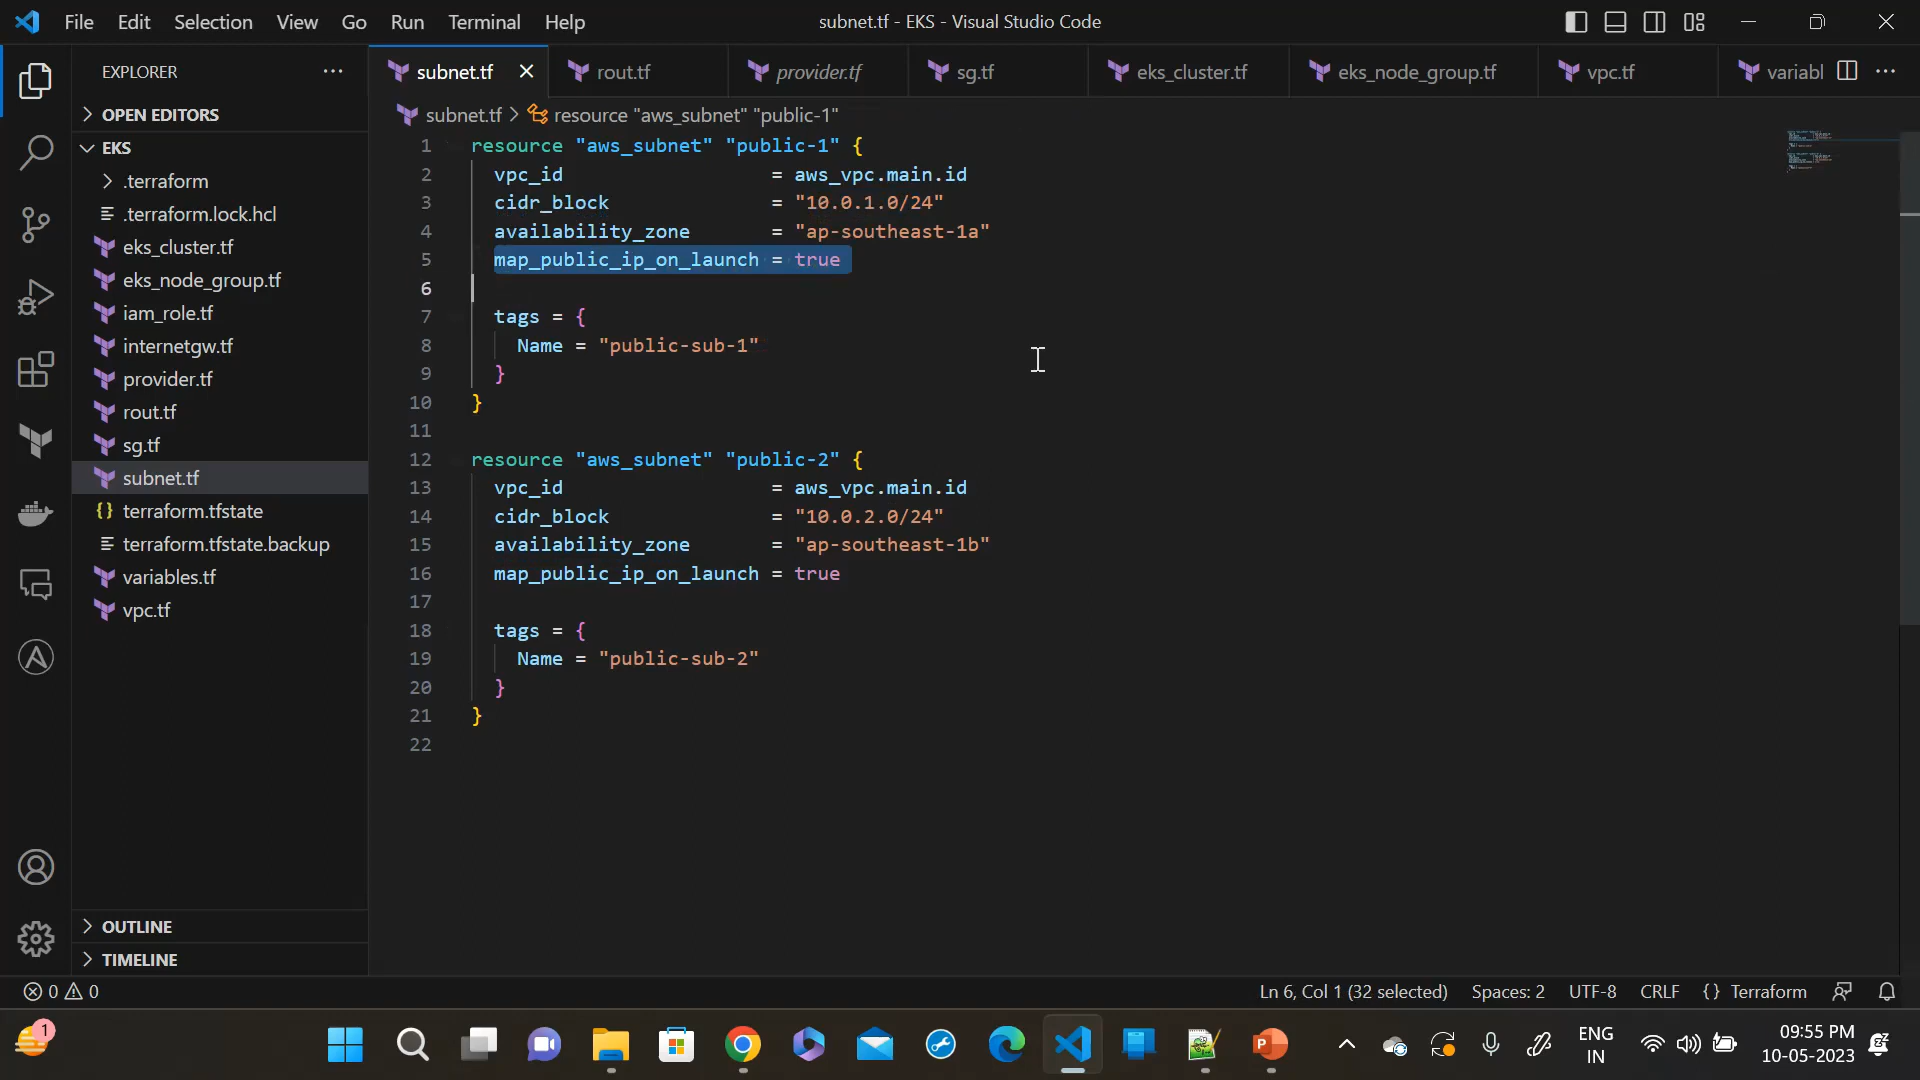 File Edit Selection View Go Run Terminal Help
subnet.tf - EKS - Visual Studio Code
EXPLORER
OPEN EDITORS
EKS
.terraform
.terraform.lock.hcl
eks_cluster.tf
eks_node_group.tf
iam_role.tf
internetgw.tf
provider.tf
rout.tf
sg.tf
subnet.tf
terraform.tfstate
terraform.tfstate.backup
variables.tf
vpc.tf
OUTLINE
TIMELINE
subnet.tf rout.tf provider.tf sg.tf eks_cluster.tf eks_node_group.tf vpc.tf variabl
subnet.tf > resource "aws_subnet" "public-1"
1 resource "aws_subnet" "public-1" {
2 vpc_id = aws_vpc.main.id
3 cidr_block = "10.0.1.0/24"
4 availability_zone = "ap-southeast-1a"
5 map_public_ip_on_launch = true
6
7 tags = {
8 Name = "public-sub-1"
9 }
10 }
11
12 resource "aws_subnet" "public-2" {
13 vpc_id = aws_vpc.main.id
14 cidr_block = "10.0.2.0/24"
15 availability_zone = "ap-southeast-1b"
16 map_public_ip_on_launch = true
17
18 tags = {
19 Name = "public-sub-2"
20 }
21 }
22
0 0
Ln 6, Col 1 (32 selected) Spaces: 2 UTF-8 CRLF {} Terraform
1
ENG
IN
09:55 PM
10-05-2023